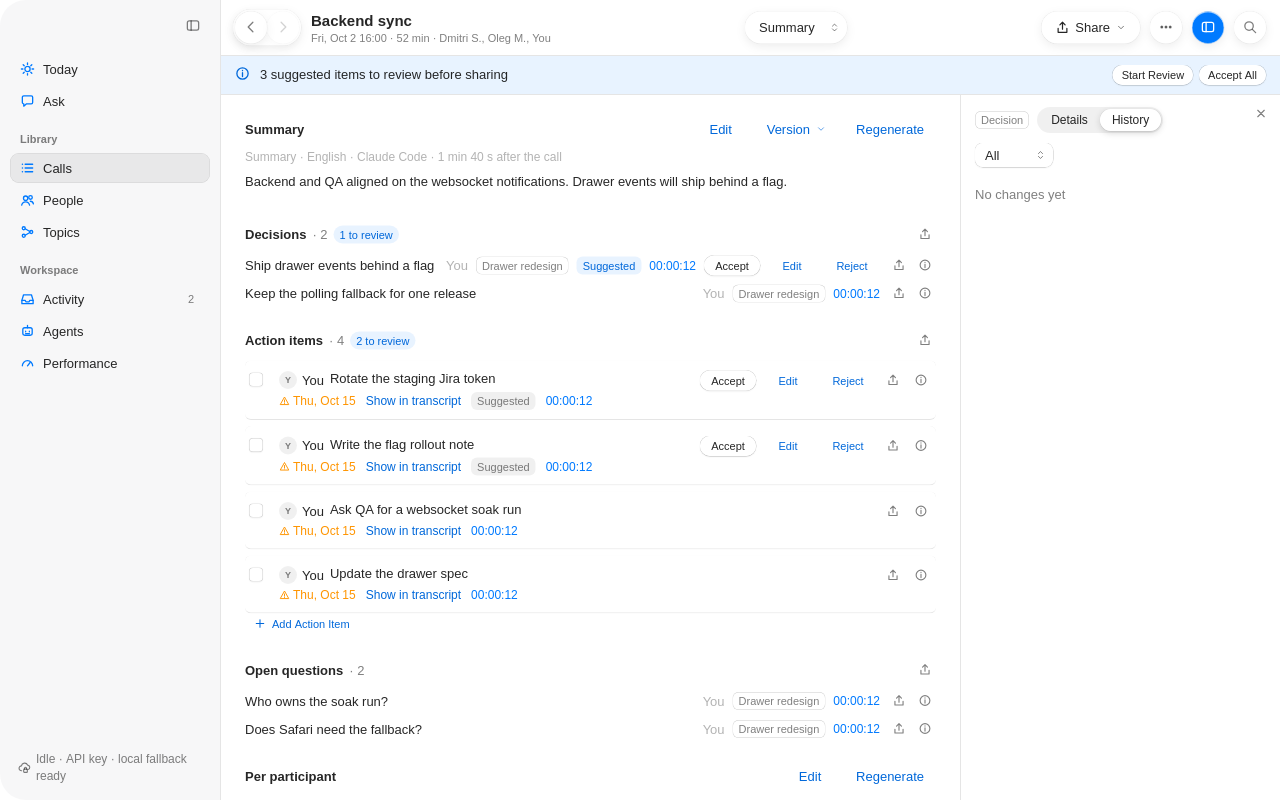 Today
Ask
Library
Calls
People
Topics
Workspace
Activity 2
Agents
Performance
Idle · API key · local fallback
ready
Backend sync
Fri, Oct 2 16:00 · 52 min · Dmitri S., Oleg M., You
Summary
Share
3 suggested items to review before sharing
Start Review
Accept All
Summary Edit Version Regenerate
Summary · English · Claude Code · 1 min 40 s after the call
Backend and QA aligned on the websocket notifications. Drawer events will ship behind a flag.
Decisions · 2 1 to review
Ship drawer events behind a flag You Drawer redesign Suggested 00:00:12 Accept Edit Reject
Keep the polling fallback for one release You Drawer redesign 00:00:12
Action items · 4 2 to review
Y You Rotate the staging Jira token Accept Edit Reject
Thu, Oct 15 Show in transcript Suggested 00:00:12
Y You Write the flag rollout note Accept Edit Reject
Thu, Oct 15 Show in transcript Suggested 00:00:12
Y You Ask QA for a websocket soak run
Thu, Oct 15 Show in transcript 00:00:12
Y You Update the drawer spec
Thu, Oct 15 Show in transcript 00:00:12
Add Action Item
Open questions · 2
Who owns the soak run? You Drawer redesign 00:00:12
Does Safari need the fallback? You Drawer redesign 00:00:12
Per participant Edit Regenerate
Decision Details History
All
No changes yet